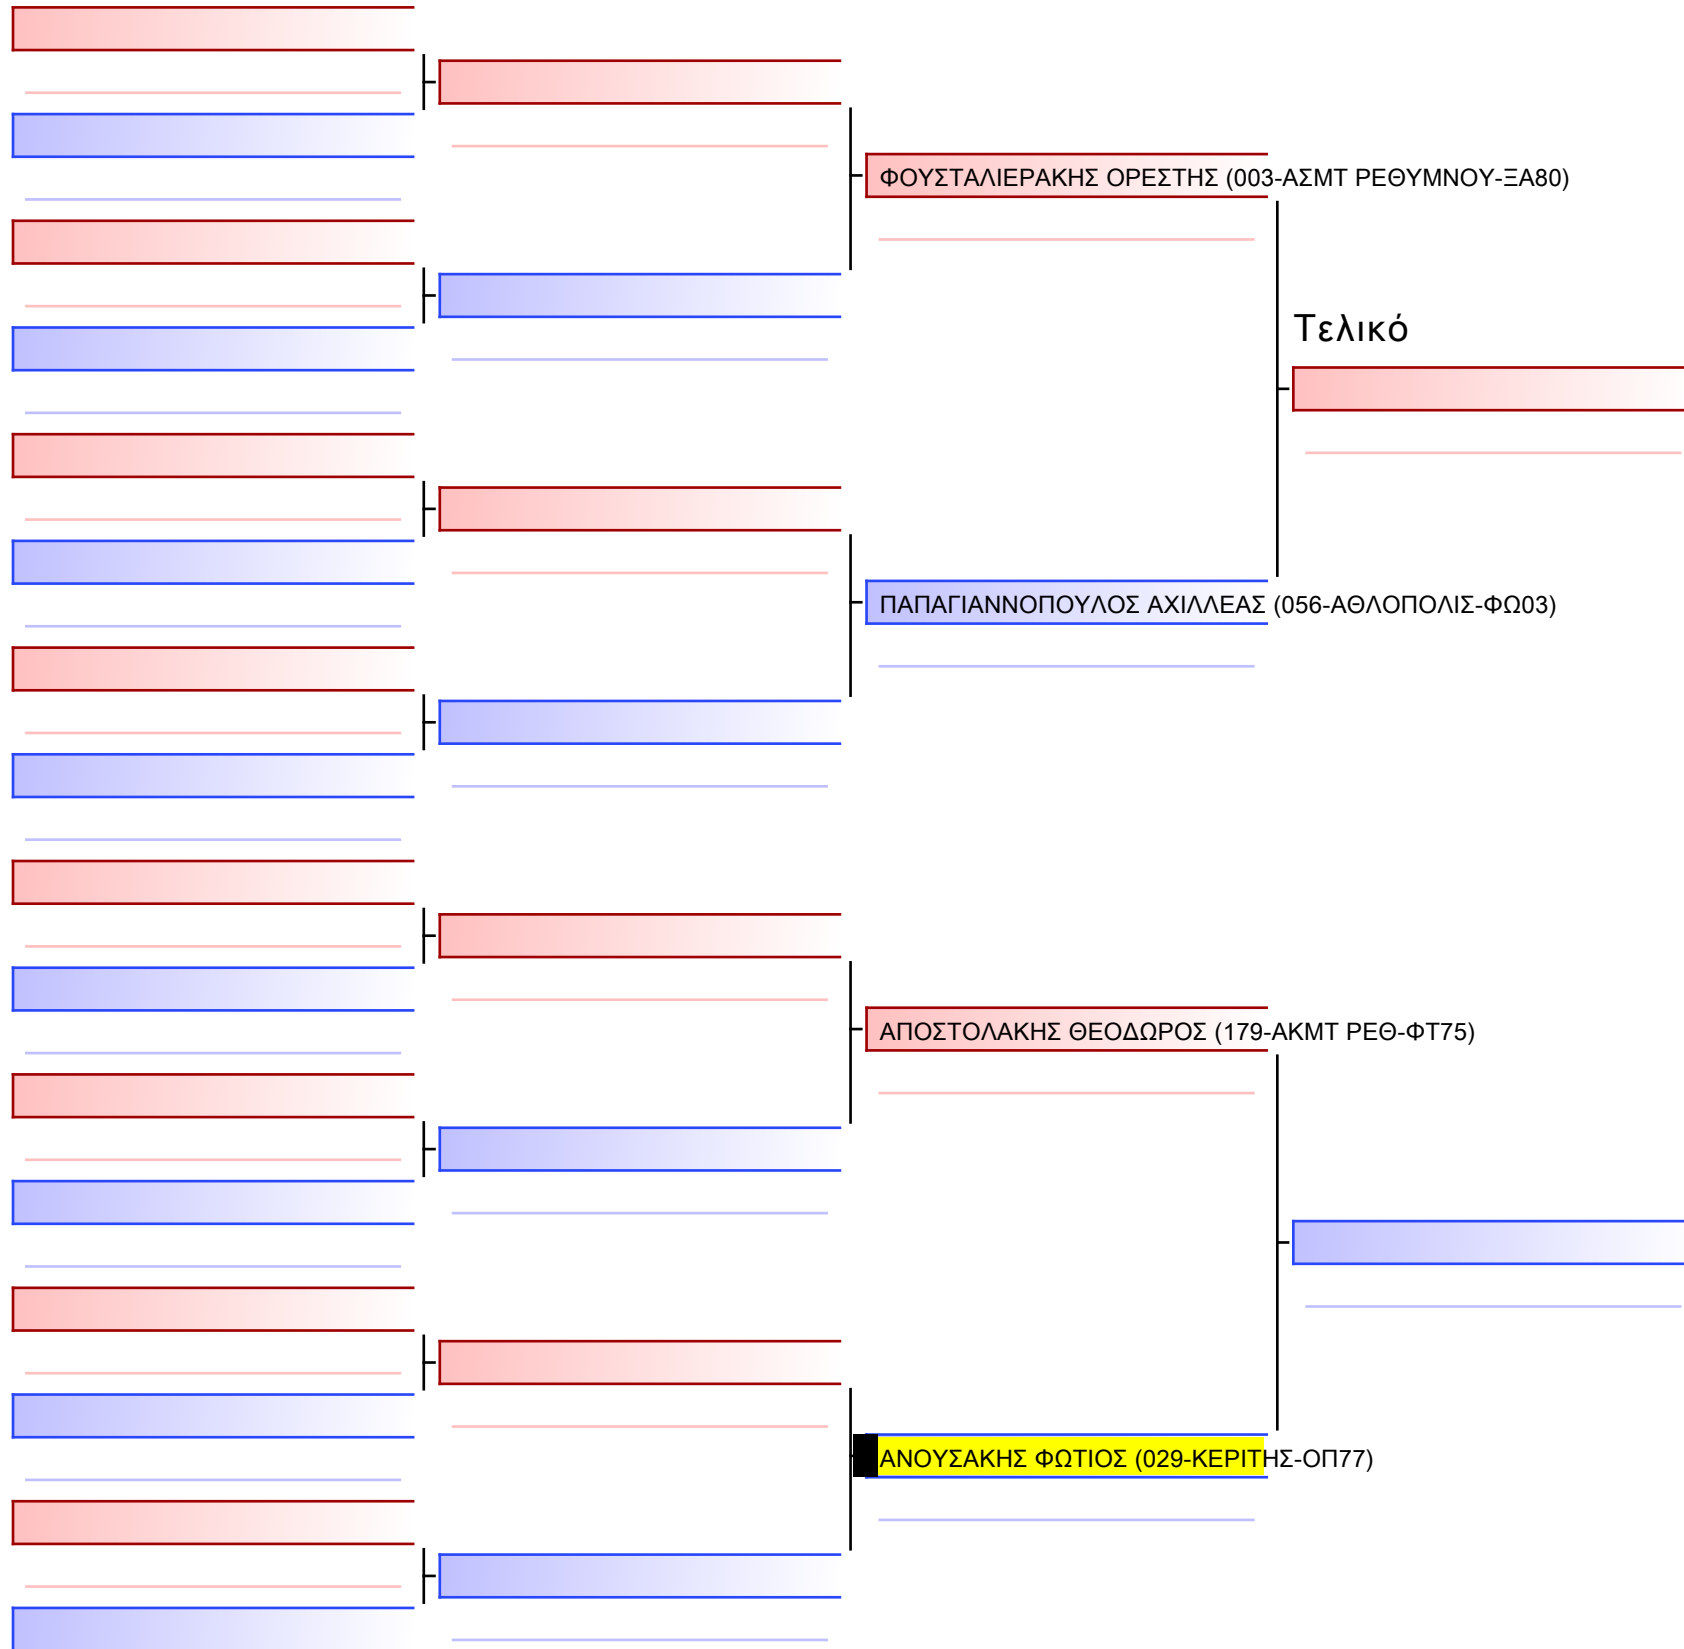 ΦΟΥΣΤΑΛΙΕΡΑΚΗΣ ΟΡΕΣΤΗΣ (003-ΑΣΜΤ ΡΕΘΥΜΝΟΥ-ΞΑ80)
Τελικό
ΠΑΠΑΓΙΑΝΝΟΠΟΥΛΟΣ ΑΧΙΛΛΕΑΣ (056-ΑΘΛΟΠΟΛΙΣ-ΦΩ03)
ΑΠΟΣΤΟΛΑΚΗΣ ΘΕΟΔΩΡΟΣ (179-ΑΚΜΤ ΡΕΘ-ΦΤ75)
ΑΝΟΥΣΑΚΗΣ ΦΩΤΙΟΣ (029-ΚΕΡΙΤΗΣ-ΟΠ77)